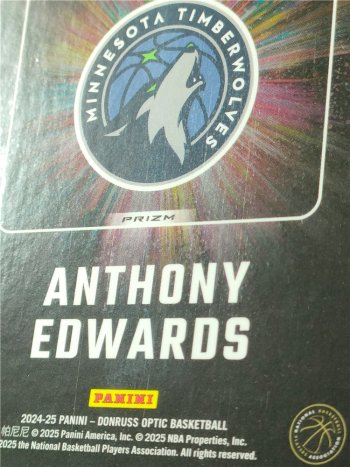 MINNESOTA TIMBERWOLVES
PRIZM
ANTHONY
EDWARDS
PANINI
2024-25 PANINI – DONRUSS OPTIC BASKETBALL
帕尼尼 © 2025 Panini America, Inc. © 2025 NBA Properties, Inc.
2025 the National Basketball Players Association. All rights reserved.